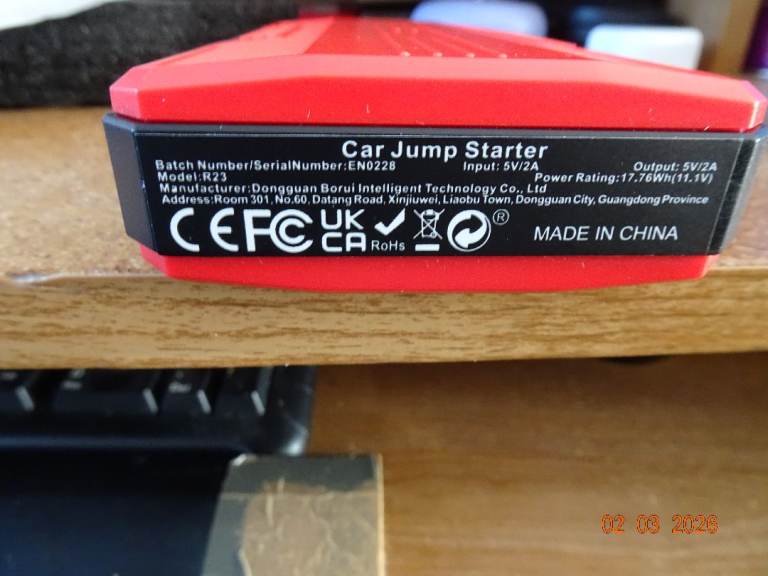 Car Jump Starter
Batch Number/SerialNumber:EN0228 Input: 5V/2A Output: 5V/2A
Model:R23 Power Rating:17.76Wh(11.1V)
Manufacturer:Dongguan Borui Intelligent Technology Co., Ltd
Address:Room 301, No.60, Datang Road, Xinjiuwei, Liaobu Town, Dongguan City, Guangdong Province
CE FC UK CA RoHs ® MADE IN CHINA
02 03 2026